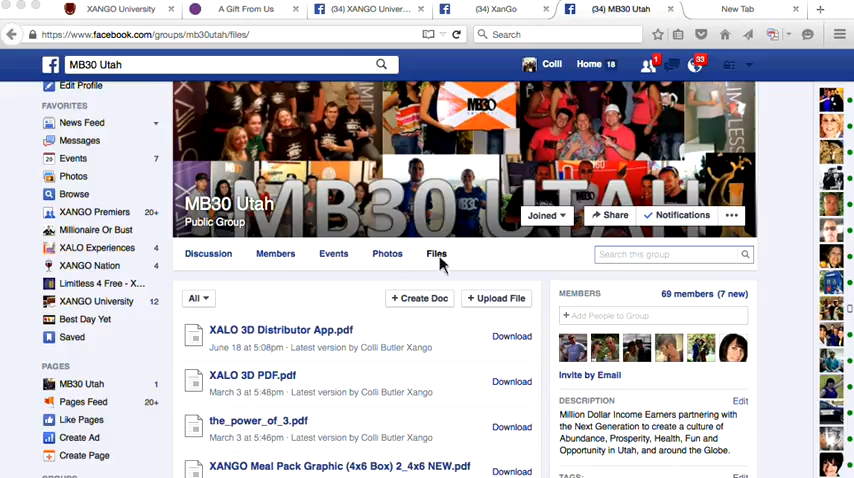 XANGO University
A Gift From Us
(34) XANGO Univer...
(34) XanGo
(34) MB30 Utah
New Tab
https://www.facebook.com/groups/mb30utah/files/
Search
MB30 Utah
Colli
Home 18
1
33
Edit Profile
FAVORITES
News Feed
Messages
Events 7
Photos
Browse
XANGO Premiers 20+
Millionaire Or Bust
XALO Experiences 4
XANGO Nation 4
Limitless 4 Free - X...
XANGO University 12
Best Day Yet
Saved
PAGES
MB30 Utah 1
Pages Feed 20+
Like Pages
Create Ad
Create Page
MB30
MB30 UTAH
MB30 Utah
Public Group
Joined
Share
Notifications
Discussion
Members
Events
Photos
Files
Search this group
All
+ Create Doc
+ Upload File
XALO 3D Distributor App.pdf
June 18 at 5:08pm · Latest version by Colli Butler Xango
Download
XALO 3D PDF.pdf
March 3 at 5:48pm · Latest version by Colli Butler Xango
Download
the_power_of_3.pdf
March 3 at 5:46pm · Latest version by Colli Butler Xango
Download
XANGO Meal Pack Graphic (4x6 Box) 2_4x6 NEW.pdf
Download
MEMBERS
69 members (7 new)
+ Add People to Group
Invite by Email
DESCRIPTION
Edit
Million Dollar Income Earners partnering with
the Next Generation to create a culture of
Abundance, Prosperity, Health, Fun and
Opportunity in Utah, and around the Globe.